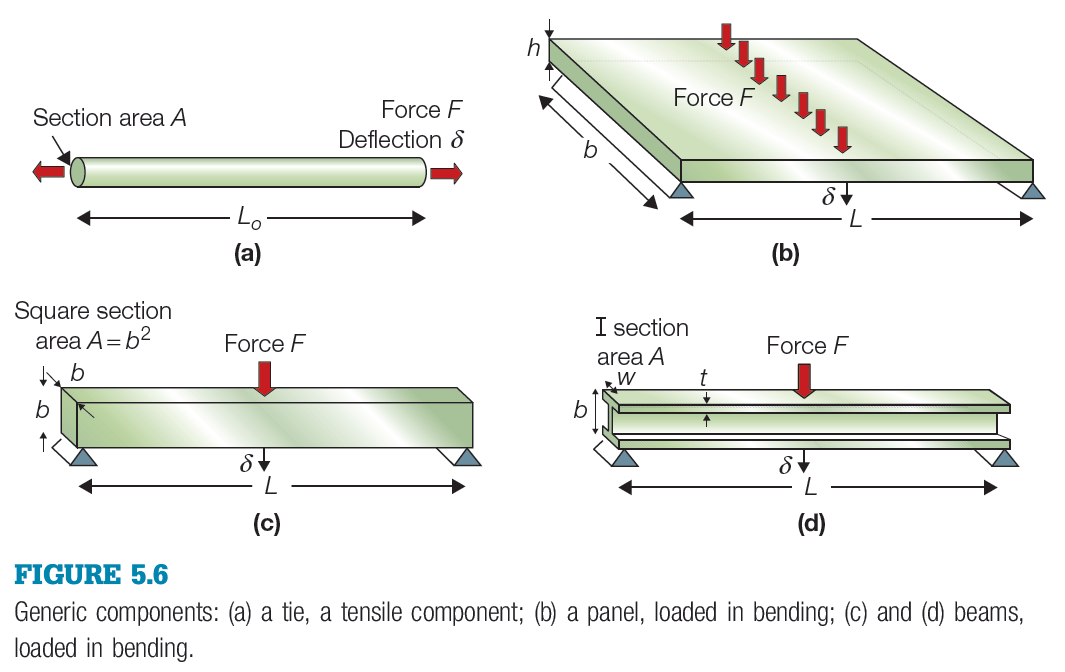 Section area A
Force F
Deflection δ
L₀
(a)
h
Force F
b
δ
L
(b)
Square section
area A = b²
b
b
Force F
δ
L
(c)
I section
area A
w
t
b
Force F
δ
L
(d)
FIGURE 5.6
Generic components: (a) a tie, a tensile component; (b) a panel, loaded in bending; (c) and (d) beams,
loaded in bending.